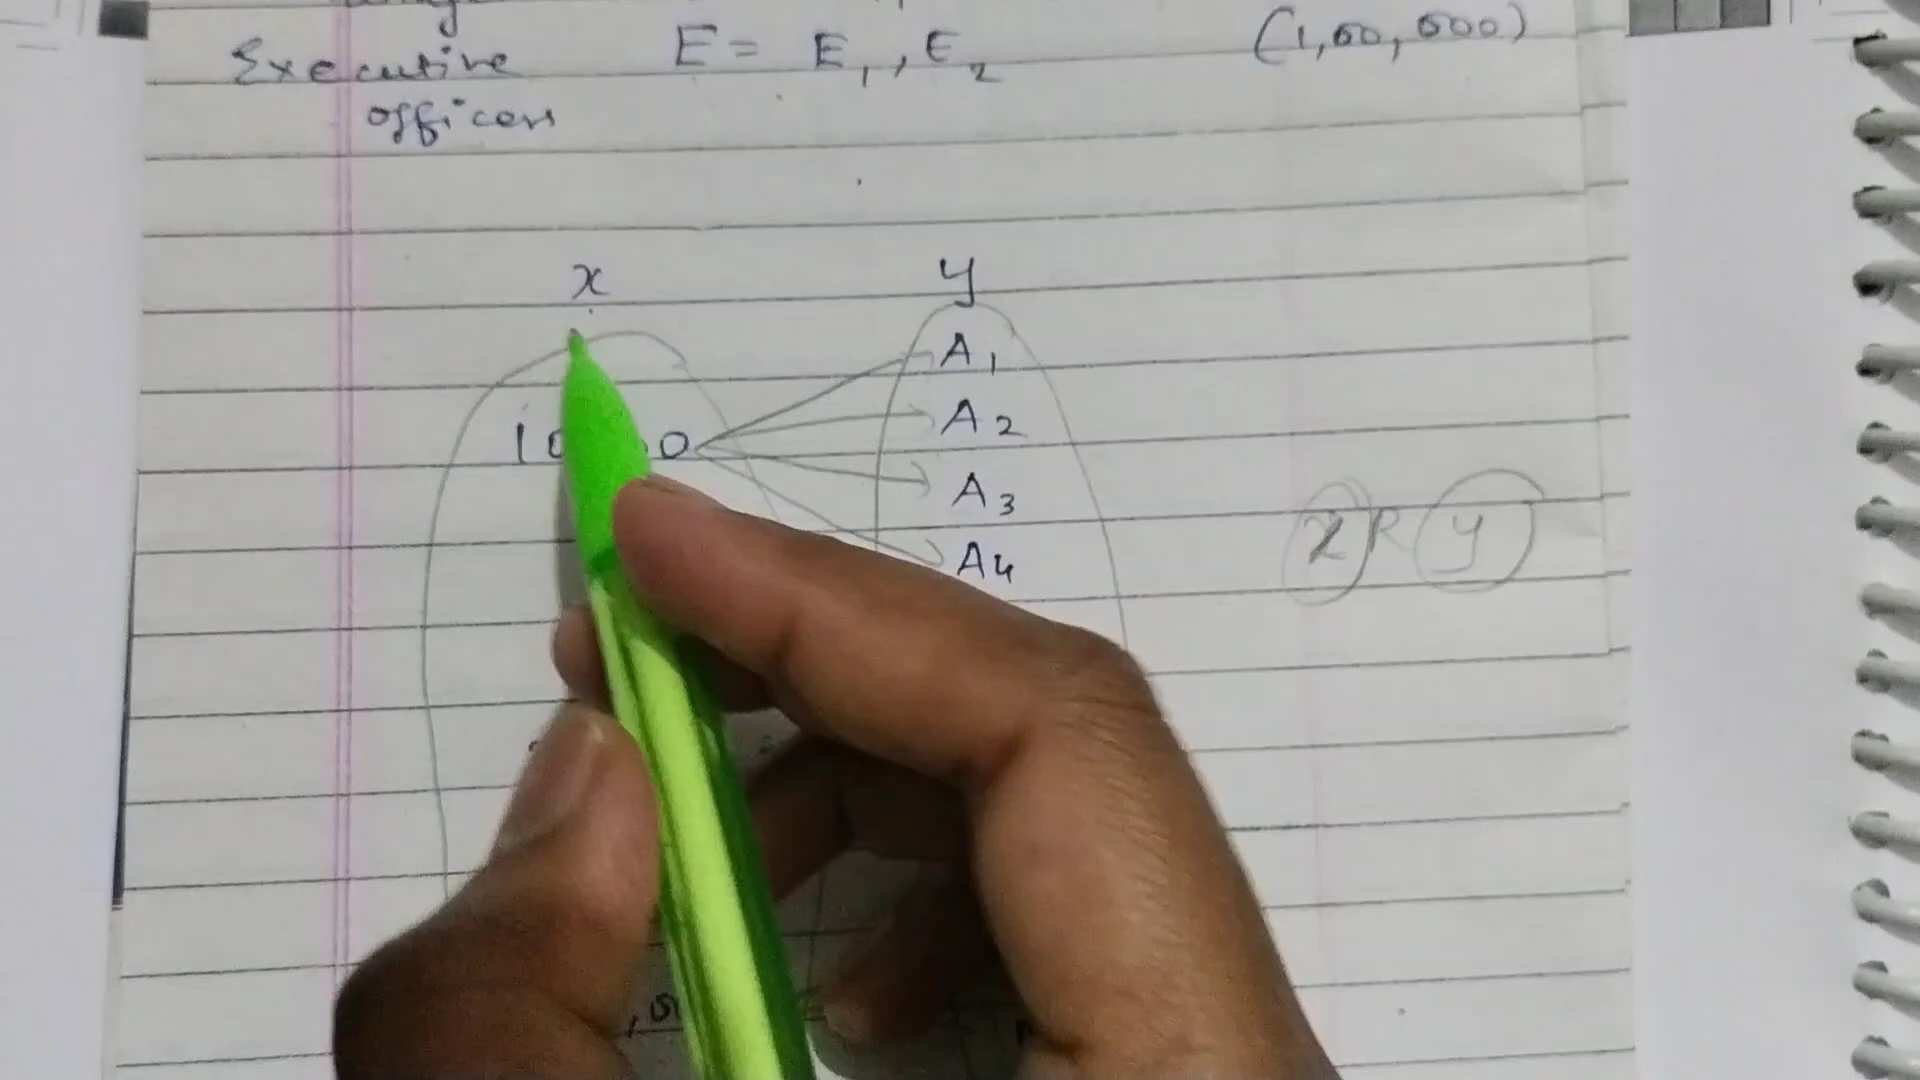 Executive E = E1, E2 (1,00,000)
officers
x y
A1
A2
A3
A4
x R y